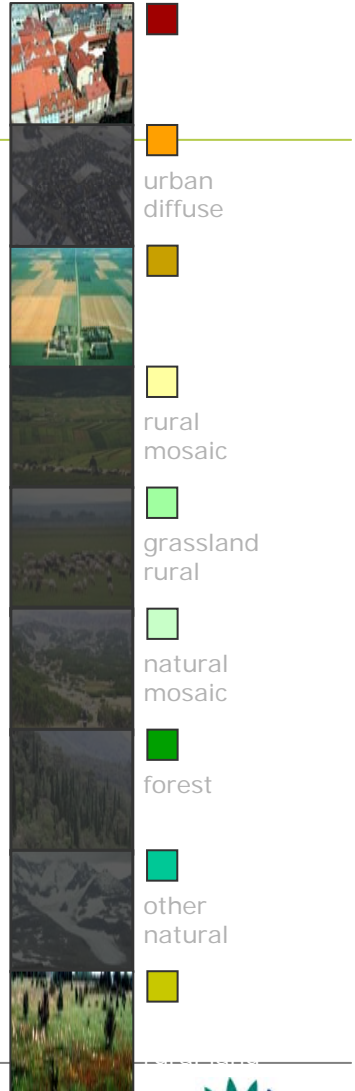 urban
diffuse
rural
mosaic
grassland
rural
natural
mosaic
forest
other
natural